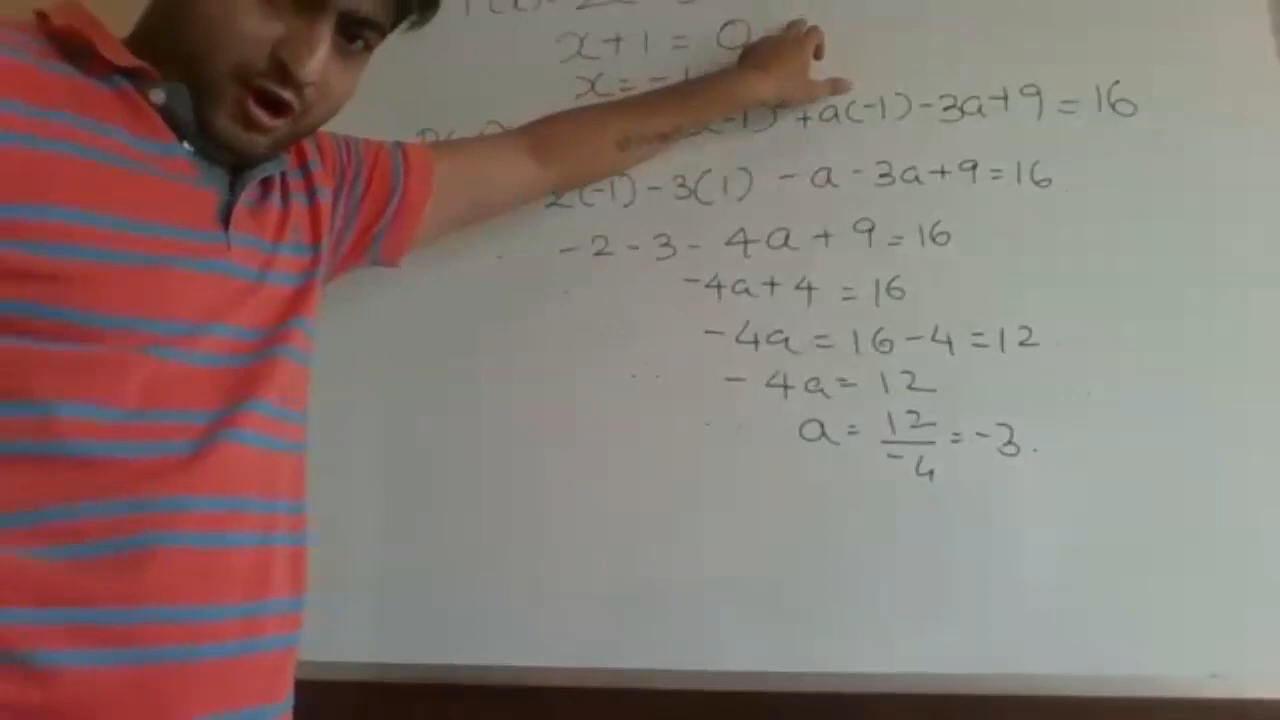 x+1 = 0
x = -1
-1) +a(-1) -3a+9 = 16
2(-1) -3(1) -a -3a+9=16
-2 -3 - 4a + 9 = 16
-4a+4 = 16
-4a = 16-4 = 12
-4a = 12
a = 12/-4 = -3.